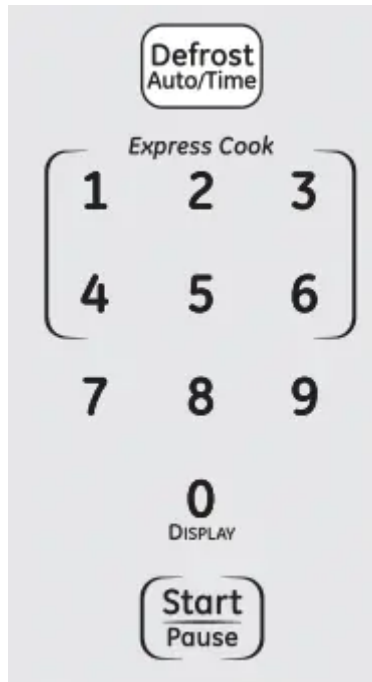 Defrost
Auto/Time
Express Cook
1 2 3
4 5 6
7 8 9
0
DISPLAY
Start
Pause